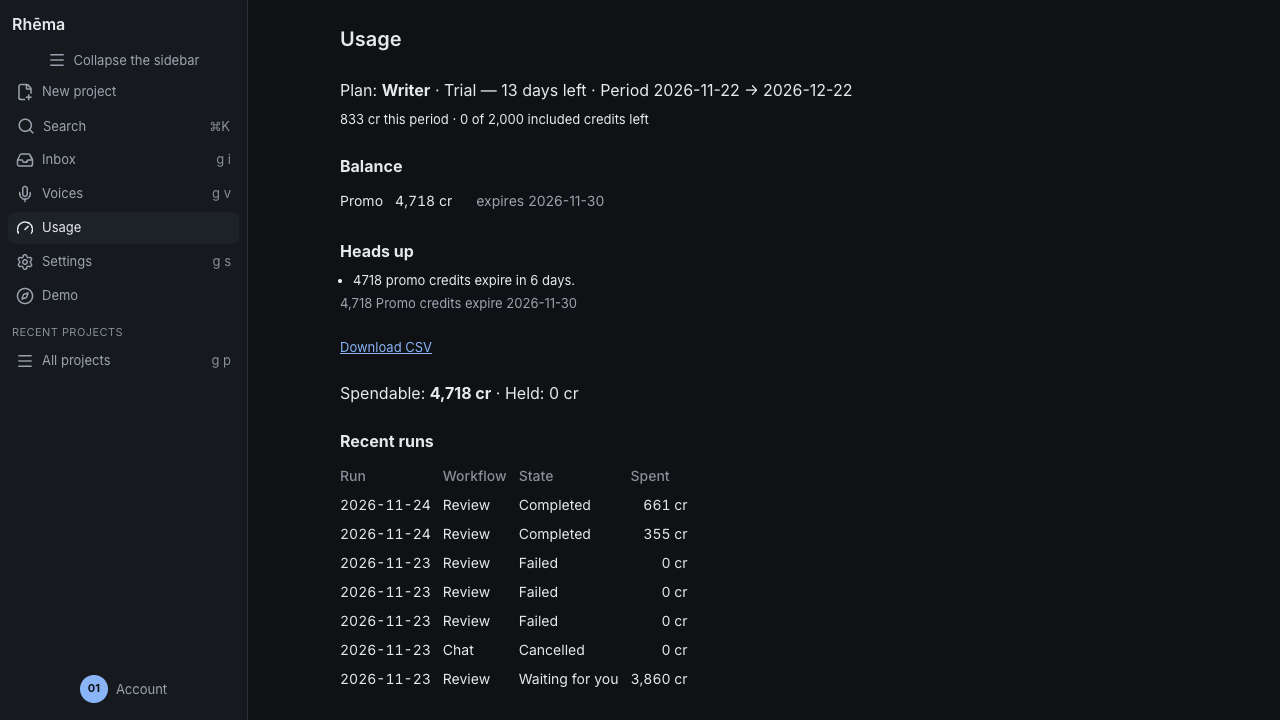 Rhēma
Collapse the sidebar
New project
Search ⌘K
Inbox g i
Voices g v
Usage
Settings g s
Demo
RECENT PROJECTS
All projects g p
01 Account
Usage
Plan: Writer · Trial — 13 days left · Period 2026-11-22 → 2026-12-22
833 cr this period · 0 of 2,000 included credits left
Balance
Promo 4,718 cr expires 2026-11-30
Heads up
• 4718 promo credits expire in 6 days.
4,718 Promo credits expire 2026-11-30
Download CSV
Spendable: 4,718 cr · Held: 0 cr
Recent runs
Run Workflow State Spent
2026-11-24 Review Completed 661 cr
2026-11-24 Review Completed 355 cr
2026-11-23 Review Failed 0 cr
2026-11-23 Review Failed 0 cr
2026-11-23 Review Failed 0 cr
2026-11-23 Chat Cancelled 0 cr
2026-11-23 Review Waiting for you 3,860 cr